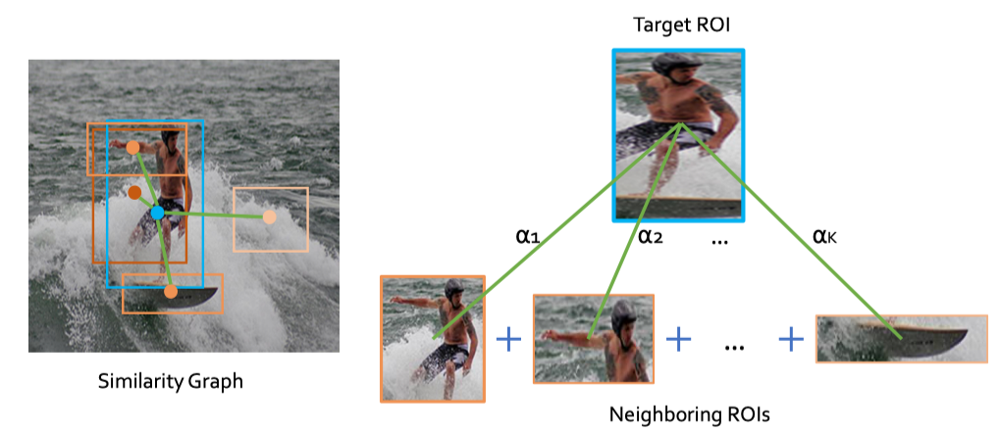 Target ROI
α1
α2
...
αK
+
+
...
+
Similarity Graph
Neighboring ROIs